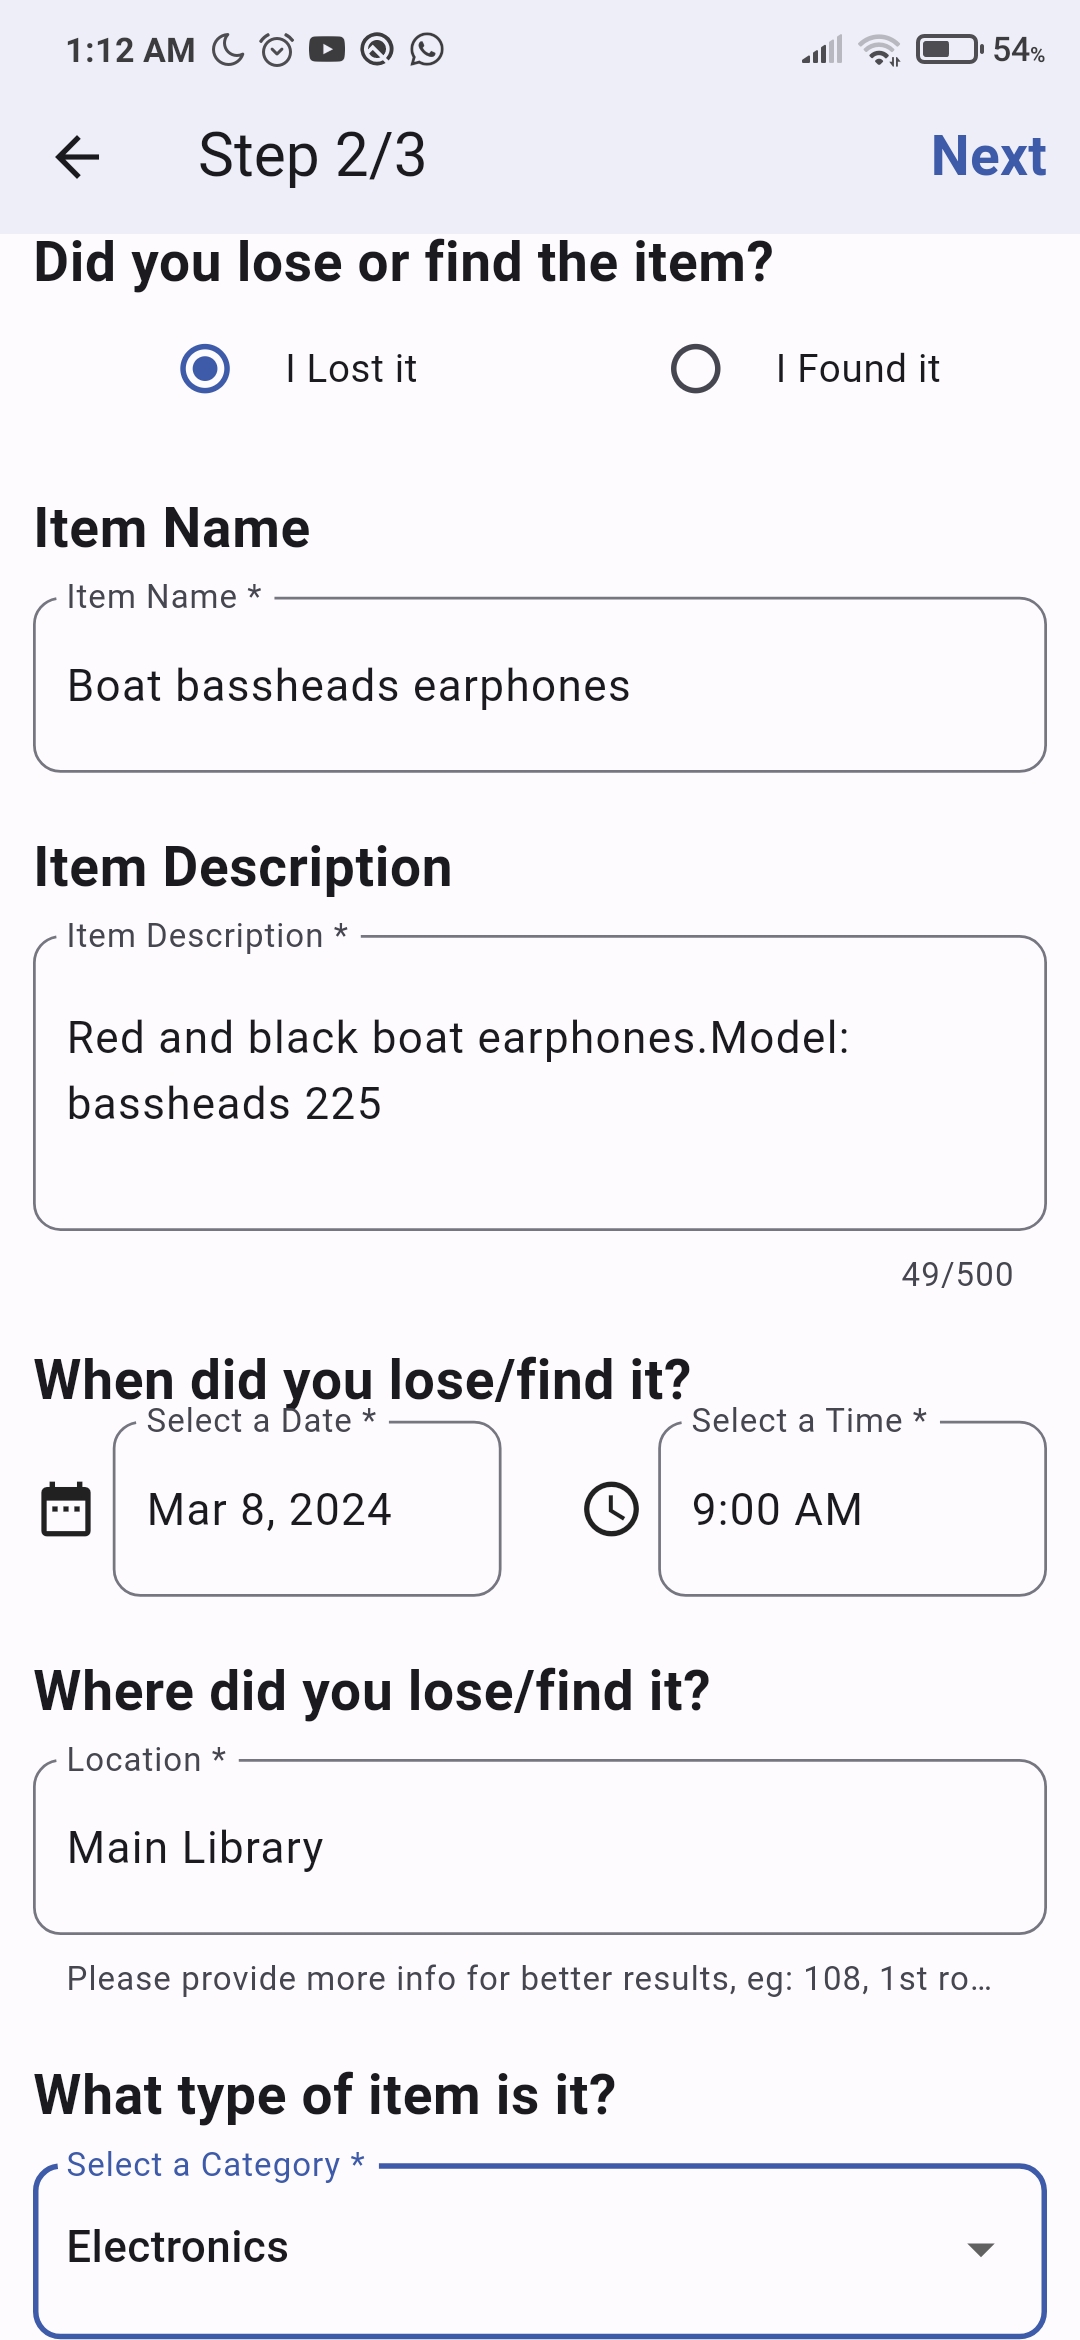 1:12 AM 54%
Step 2/3 Next
Did you lose or find the item?
I Lost it I Found it
Item Name
Item Name *
Boat bassheads earphones
Item Description
Item Description *
Red and black boat earphones.Model:
bassheads 225
49/500
When did you lose/find it?
Select a Date * Select a Time *
Mar 8, 2024 9:00 AM
Where did you lose/find it?
Location *
Main Library
Please provide more info for better results, eg: 108, 1st ro...
What type of item is it?
Select a Category *
Electronics